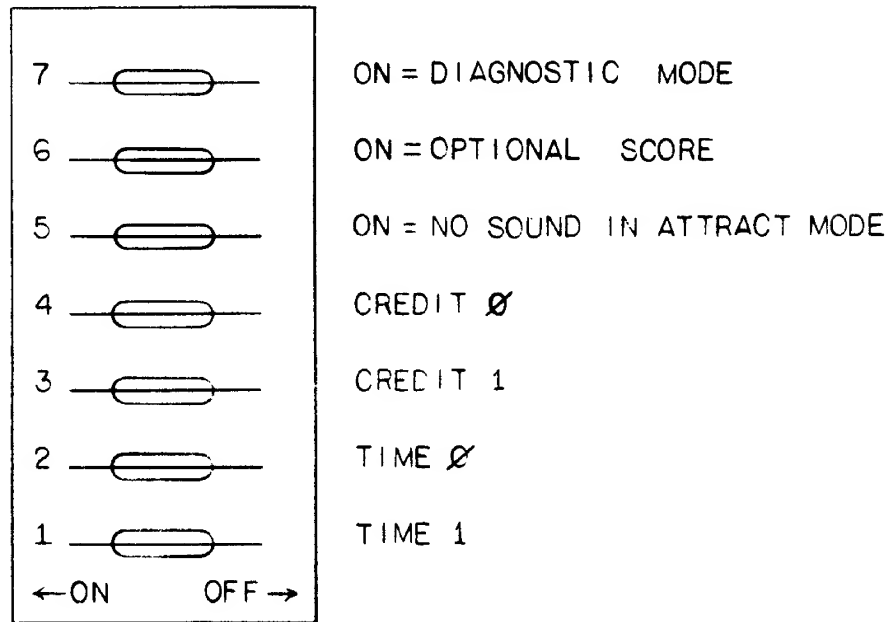 7 ON = DIAGNOSTIC MODE
6 ON = OPTIONAL SCORE
5 ON = NO SOUND IN ATTRACT MODE
4 CREDIT Ø
3 CREDIT 1
2 TIME Ø
1 TIME 1
←ON OFF→